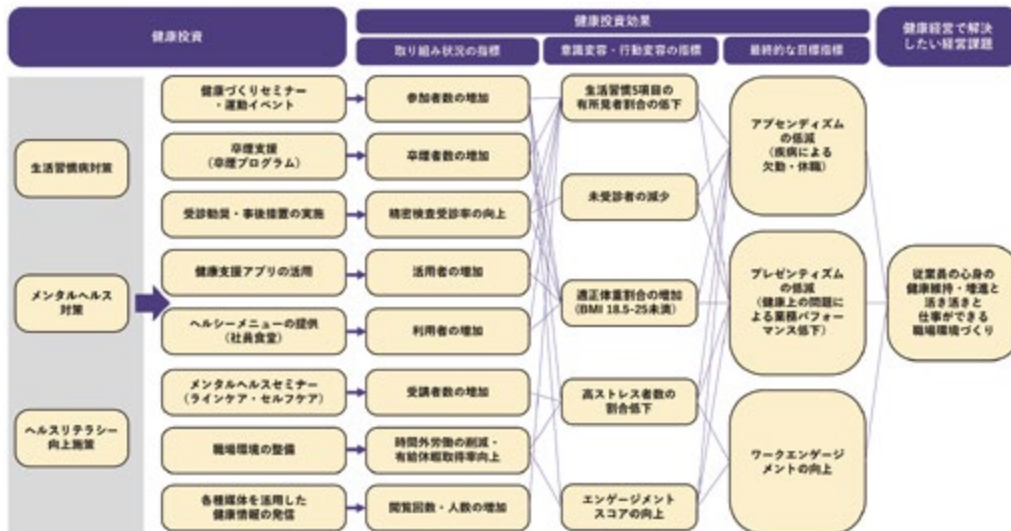 健康投資
健康投資効果
健康経営で解決
したい経営課題
取り組み状況の指標
意識変容・行動変容の指標
最終的な目標指標
生活習慣病対策
メンタルヘルス
対策
ヘルスリテラシー
向上施策
健康づくりセミナー
・運動イベント
卒煙支援
(卒煙プログラム)
受診勧奨・事後措置の実施
健康支援アプリの活用
ヘルシーメニューの提供
(社員食堂)
メンタルヘルスセミナー
(ラインケア・セルフケア)
職場環境の整備
各種媒体を活用した
健康情報の発信
参加者数の増加
卒煙者数の増加
精密検査受診率の向上
活用者の増加
利用者の増加
受講者数の増加
時間外労働の削減・
有給休暇取得率向上
閲覧回数・人数の増加
生活習慣5項目の
有所見者割合の低下
未受診者の減少
適正体重割合の増加
(BMI 18.5-25未満)
高ストレス者数の
割合低下
エンゲージメント
スコアの向上
アブセンティズム
の低減
(疾病による
欠勤・休職)
プレゼンティズム
の低減
(健康上の問題に
よる業務パフォー
マンス低下)
ワークエンゲージ
メントの向上
従業員の心身の
健康維持・増進と
活き活きと
仕事ができる
職場環境づくり